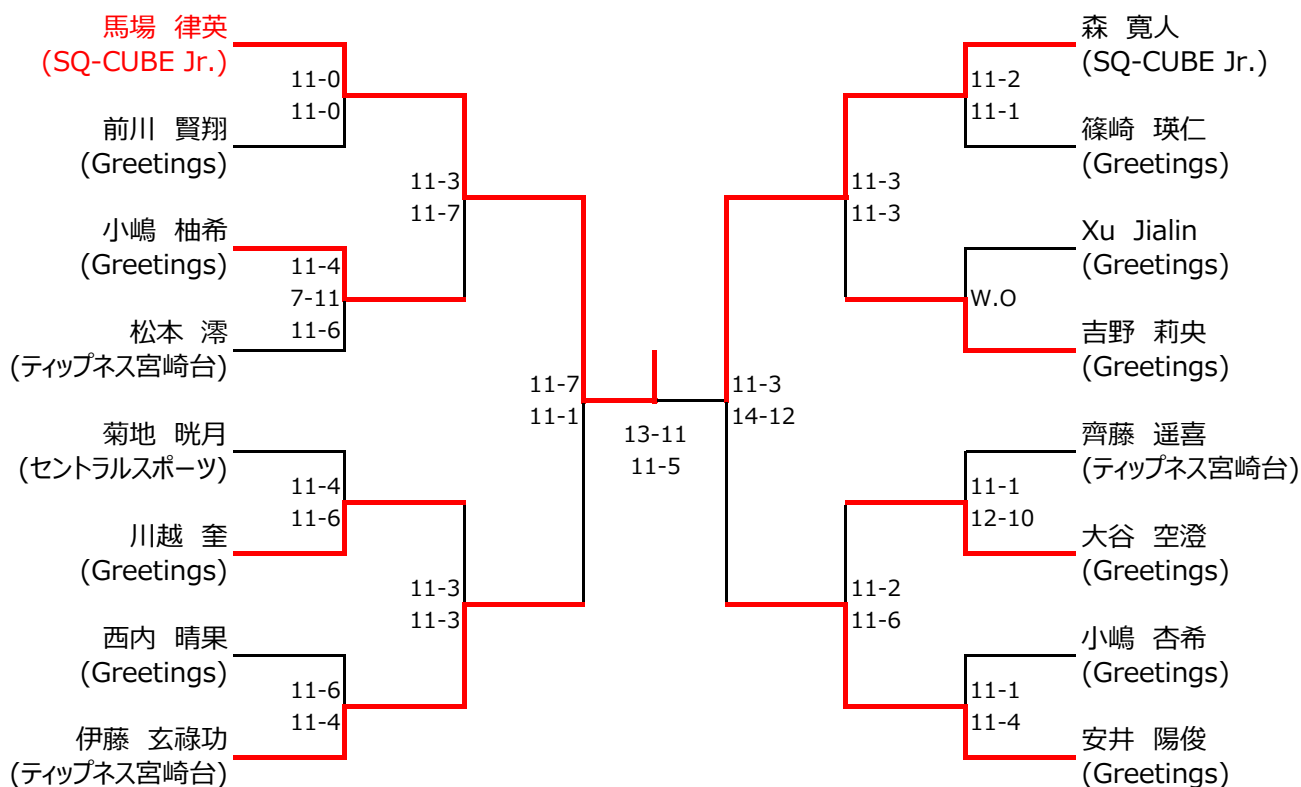 馬場 律英
(SQ-CUBE Jr.)
11-0
11-0
前川 賢翔
(Greetings)
11-3
11-7
小嶋 柚希
(Greetings)
11-4
7-11
11-6
松本 澪
(ティップネス宮崎台)
11-7
11-1
菊地 晄月
(セントラルスポーツ)
11-4
11-6
川越 奎
(Greetings)
11-3
11-3
西内 晴果
(Greetings)
11-6
11-4
伊藤 玄祿功
(ティップネス宮崎台)
13-11
11-5
森 寛人
(SQ-CUBE Jr.)
11-2
11-1
篠崎 瑛仁
(Greetings)
11-3
11-3
Xu Jialin
(Greetings)
W.O
吉野 莉央
(Greetings)
11-3
14-12
齊藤 遥喜
(ティップネス宮崎台)
11-1
12-10
大谷 空澄
(Greetings)
11-2
11-6
小嶋 杏希
(Greetings)
11-1
11-4
安井 陽俊
(Greetings)